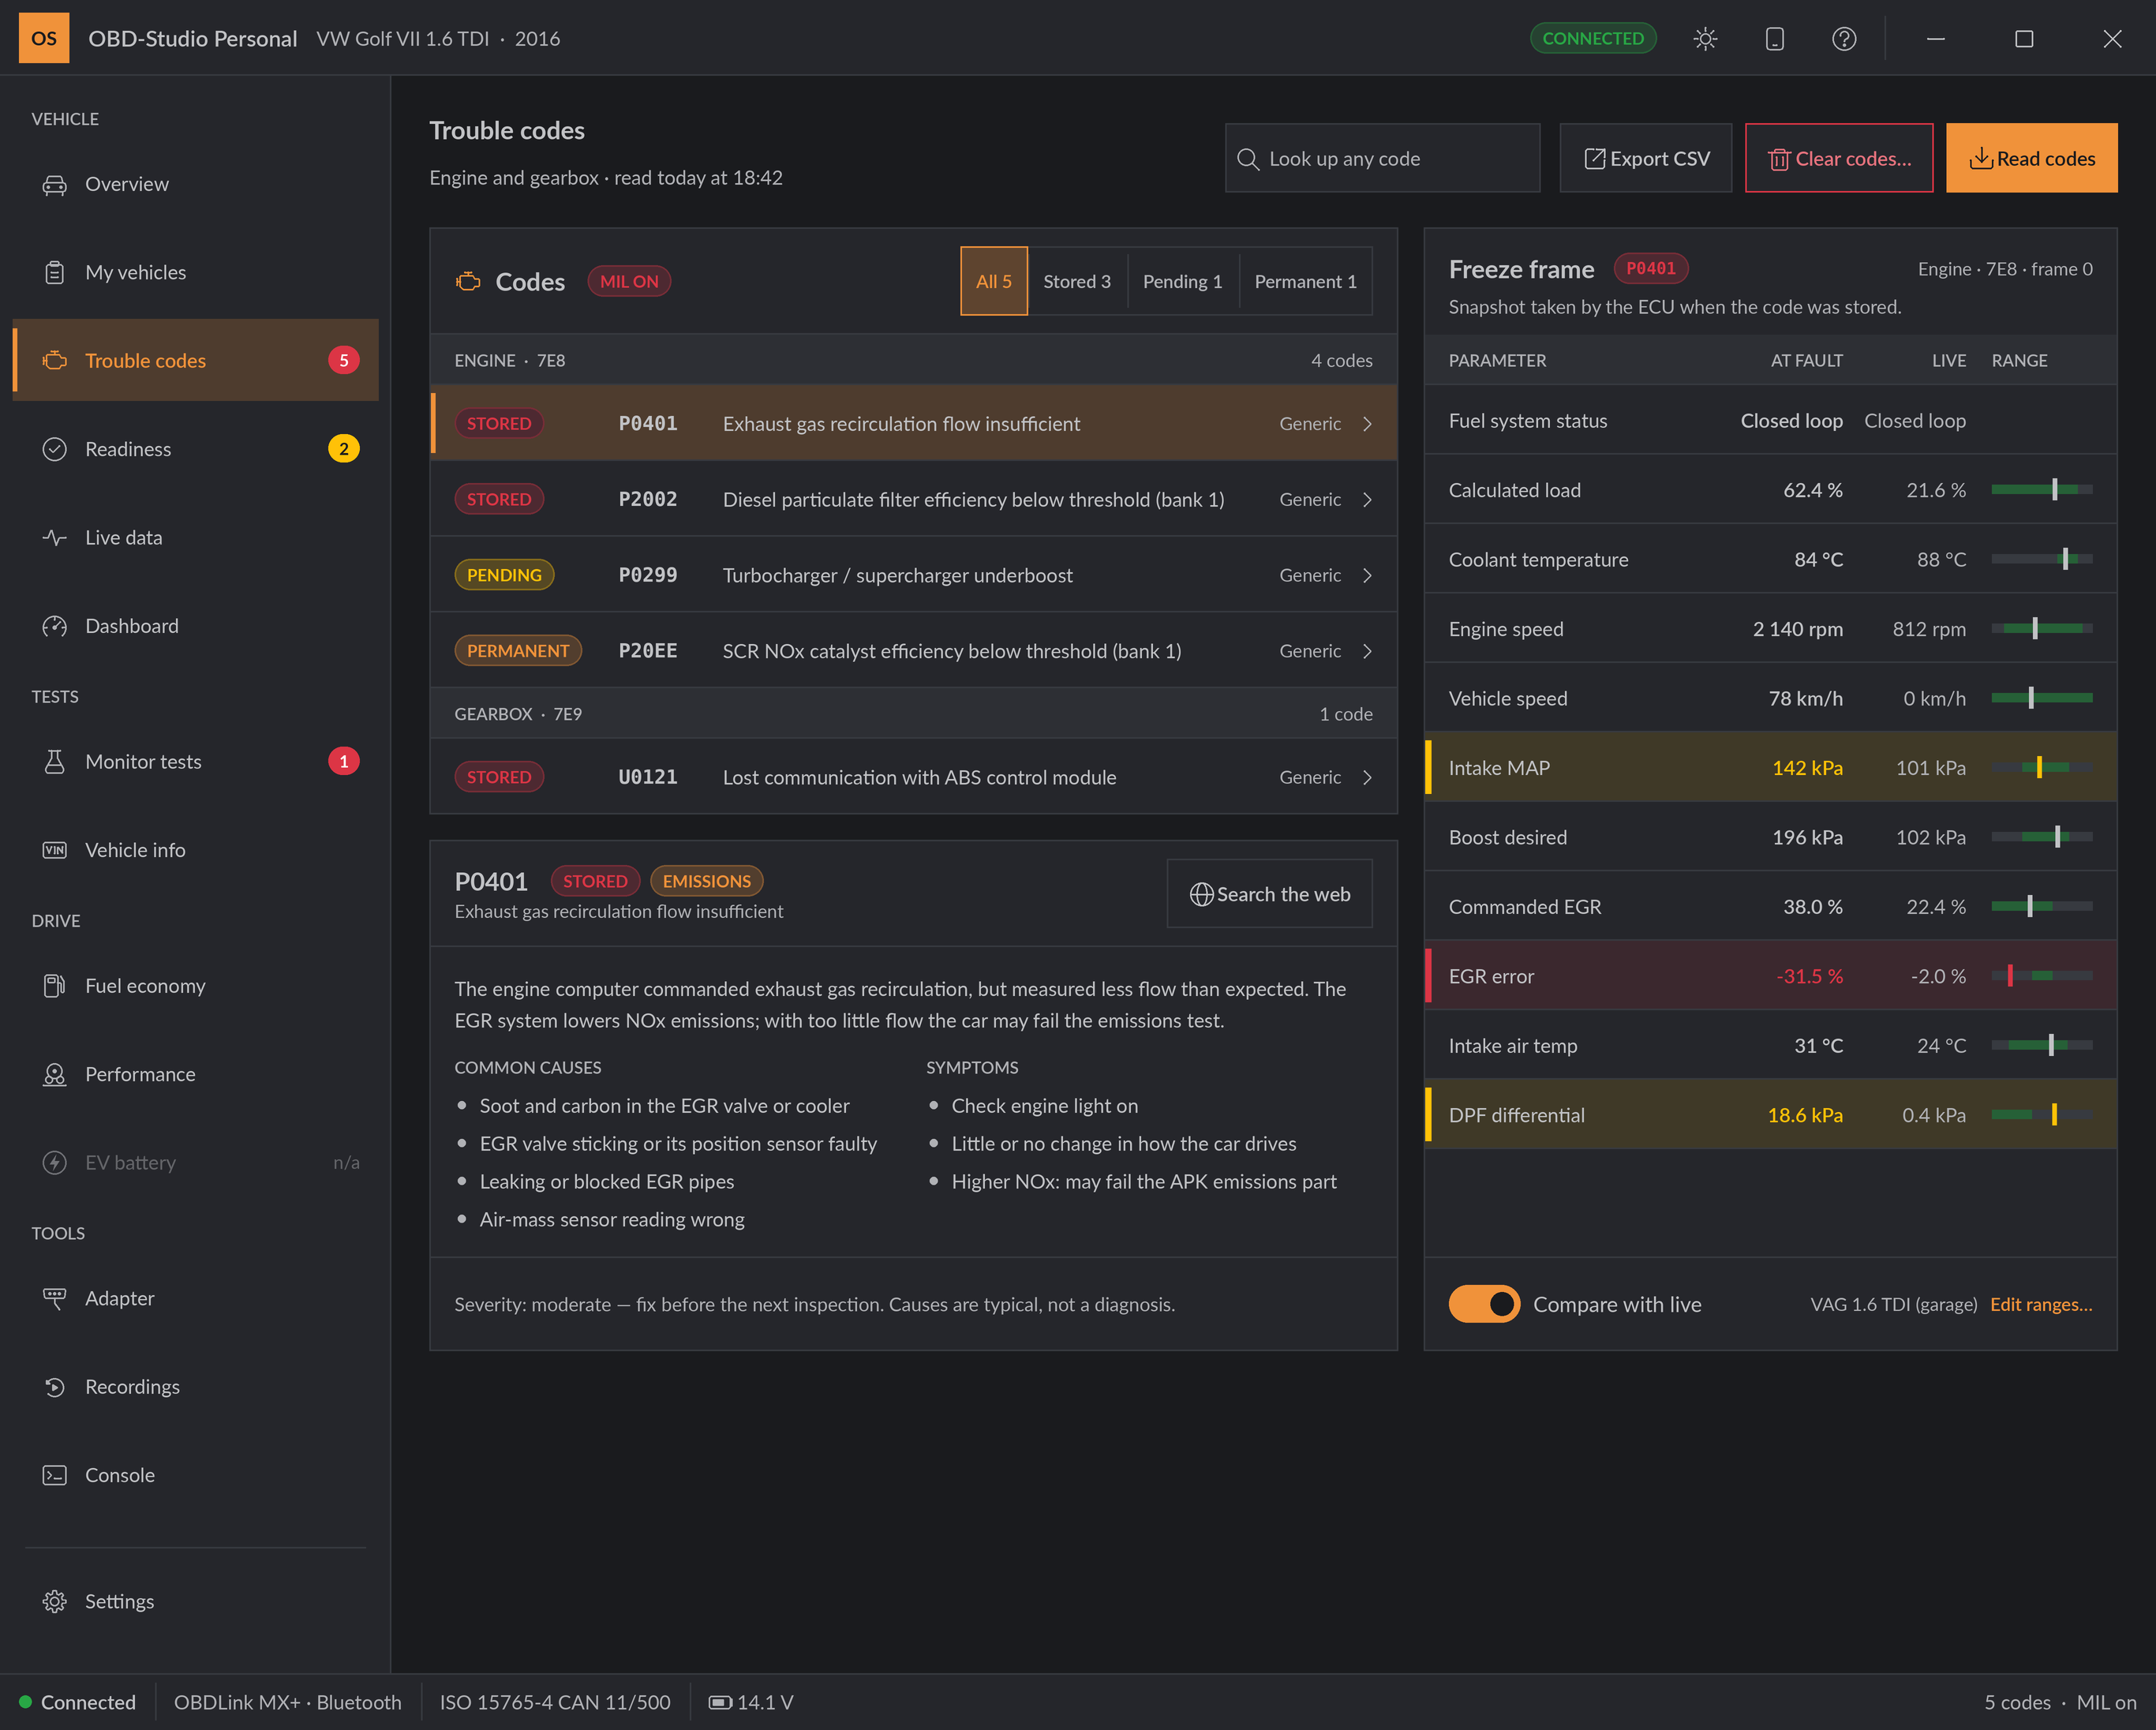 OS OBD-Studio Personal VW Golf VII 1.6 TDI · 2016 CONNECTED
VEHICLE
Overview
My vehicles
Trouble codes 5
Readiness 2
Live data
Dashboard
TESTS
Monitor tests 1
VIN Vehicle info
DRIVE
Fuel economy
Performance
EV battery n/a
TOOLS
Adapter
Recordings
Console
Settings
Trouble codes
Engine and gearbox · read today at 18:42
Look up any code
Export CSV
Clear codes...
Read codes
Codes MIL ON
All 5 Stored 3 Pending 1 Permanent 1
ENGINE · 7E8 4 codes
STORED P0401 Exhaust gas recirculation flow insufficient Generic
STORED P2002 Diesel particulate filter efficiency below threshold (bank 1) Generic
PENDING P0299 Turbocharger / supercharger underboost Generic
PERMANENT P20EE SCR NOx catalyst efficiency below threshold (bank 1) Generic
GEARBOX · 7E9 1 code
STORED U0121 Lost communication with ABS control module Generic
P0401 STORED EMISSIONS
Exhaust gas recirculation flow insufficient
Search the web
The engine computer commanded exhaust gas recirculation, but measured less flow than expected. The
EGR system lowers NOx emissions; with too little flow the car may fail the emissions test.
COMMON CAUSES
Soot and carbon in the EGR valve or cooler
EGR valve sticking or its position sensor faulty
Leaking or blocked EGR pipes
Air-mass sensor reading wrong
SYMPTOMS
Check engine light on
Little or no change in how the car drives
Higher NOx: may fail the APK emissions part
Severity: moderate — fix before the next inspection. Causes are typical, not a diagnosis.
Freeze frame P0401 Engine · 7E8 · frame 0
Snapshot taken by the ECU when the code was stored.
PARAMETER AT FAULT LIVE RANGE
Fuel system status Closed loop Closed loop
Calculated load 62.4 % 21.6 %
Coolant temperature 84 °C 88 °C
Engine speed 2 140 rpm 812 rpm
Vehicle speed 78 km/h 0 km/h
Intake MAP 142 kPa 101 kPa
Boost desired 196 kPa 102 kPa
Commanded EGR 38.0 % 22.4 %
EGR error -31.5 % -2.0 %
Intake air temp 31 °C 24 °C
DPF differential 18.6 kPa 0.4 kPa
Compare with live VAG 1.6 TDI (garage) Edit ranges...
Connected OBDLink MX+ · Bluetooth ISO 15765-4 CAN 11/500 14.1 V 5 codes · MIL on